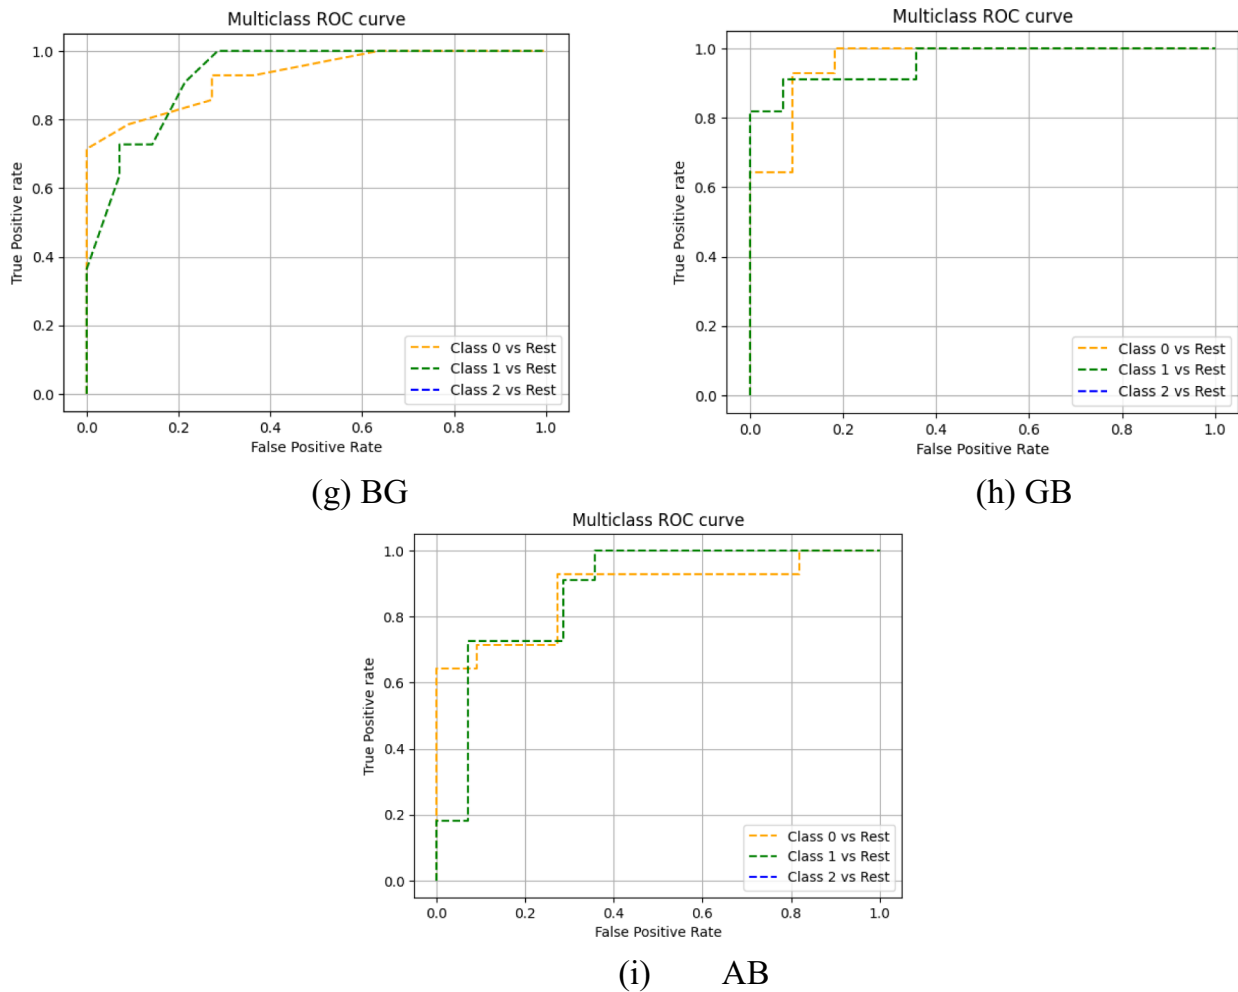 Multiclass ROC curve
True Positive rate
1.0
0.8
0.6
0.4
0.2
0.0
Class 0 vs Rest
Class 1 vs Rest
Class 2 vs Rest
0.0 0.2 0.4 0.6 0.8 1.0
False Positive Rate
(g) BG
Multiclass ROC curve
True Positive rate
1.0
0.8
0.6
0.4
0.2
0.0
Class 0 vs Rest
Class 1 vs Rest
Class 2 vs Rest
0.0 0.2 0.4 0.6 0.8 1.0
False Positive Rate
(h) GB
Multiclass ROC curve
True Positive rate
1.0
0.8
0.6
0.4
0.2
0.0
Class 0 vs Rest
Class 1 vs Rest
Class 2 vs Rest
0.0 0.2 0.4 0.6 0.8 1.0
False Positive Rate
(i) AB